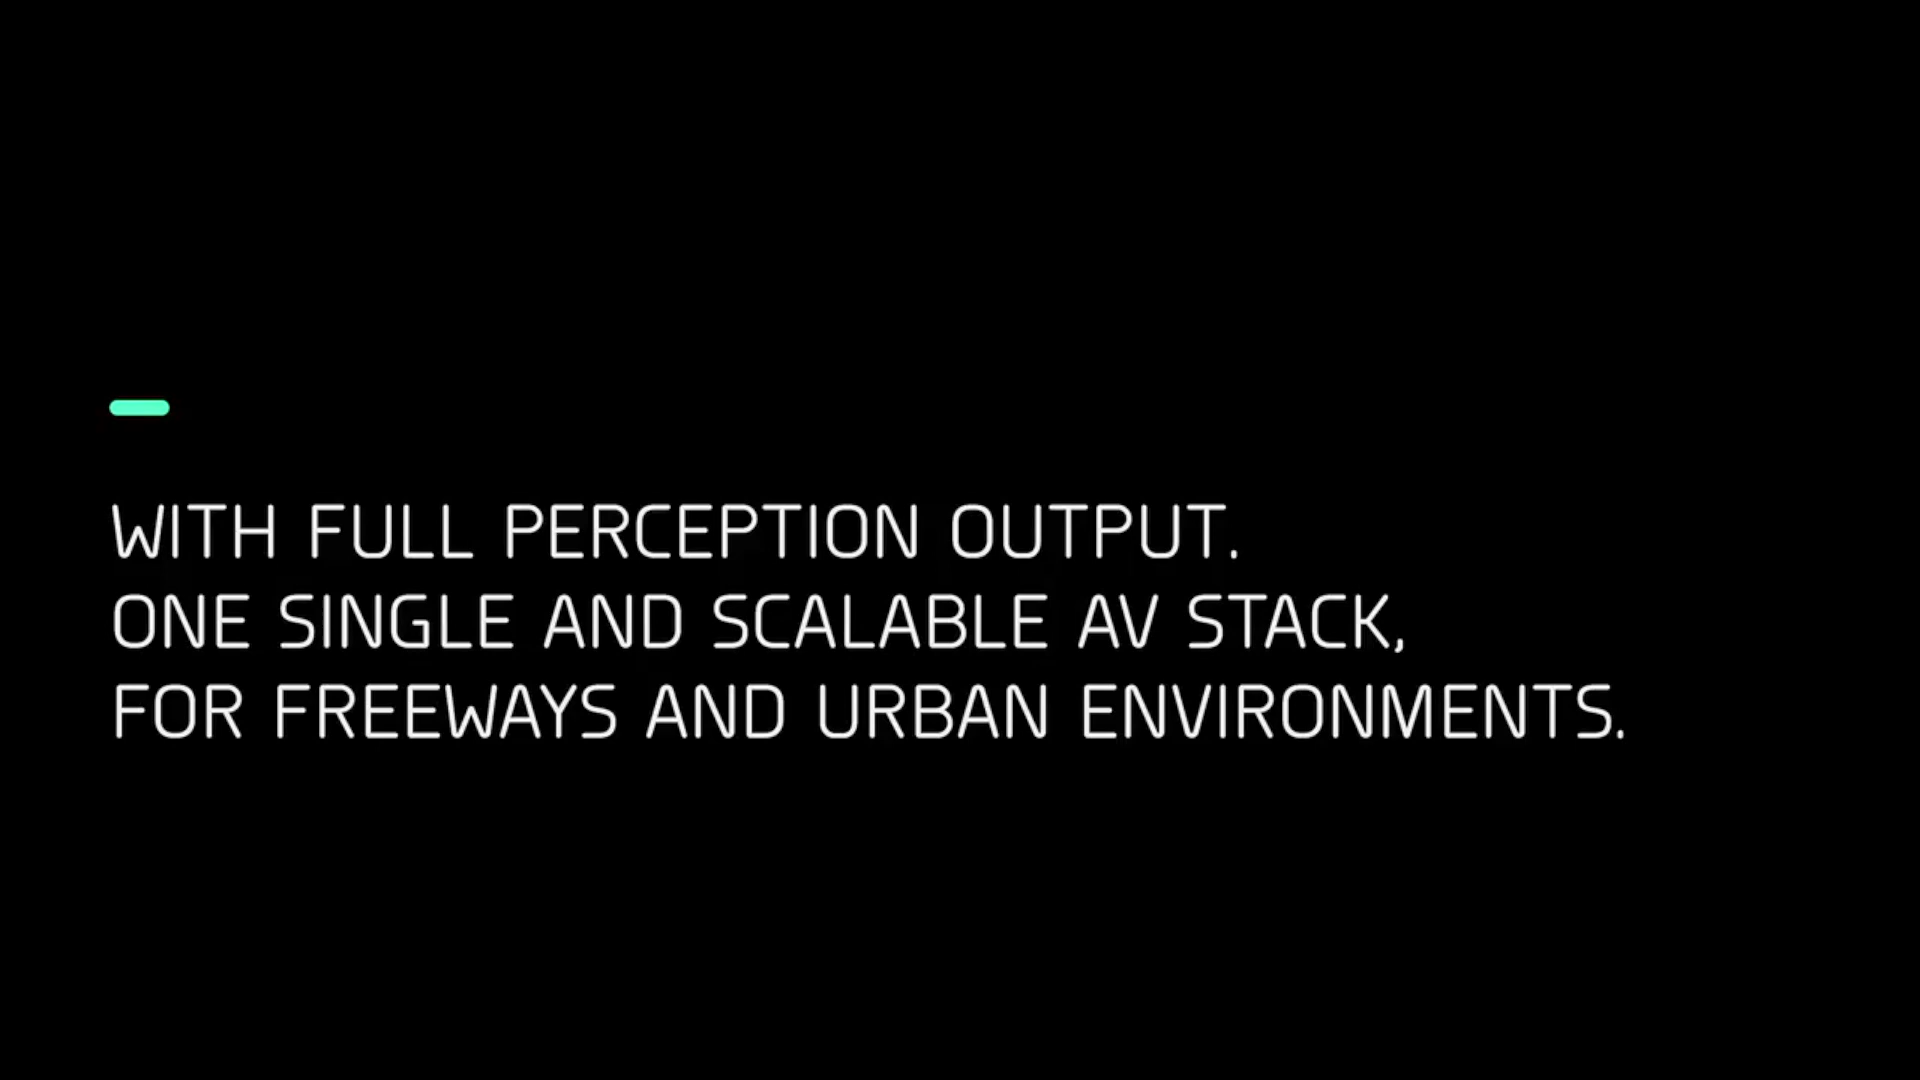 WITH FULL PERCEPTION OUTPUT.
ONE SINGLE AND SCALABLE AV STACK,
FOR FREEWAYS AND URBAN ENVIRONMENTS.